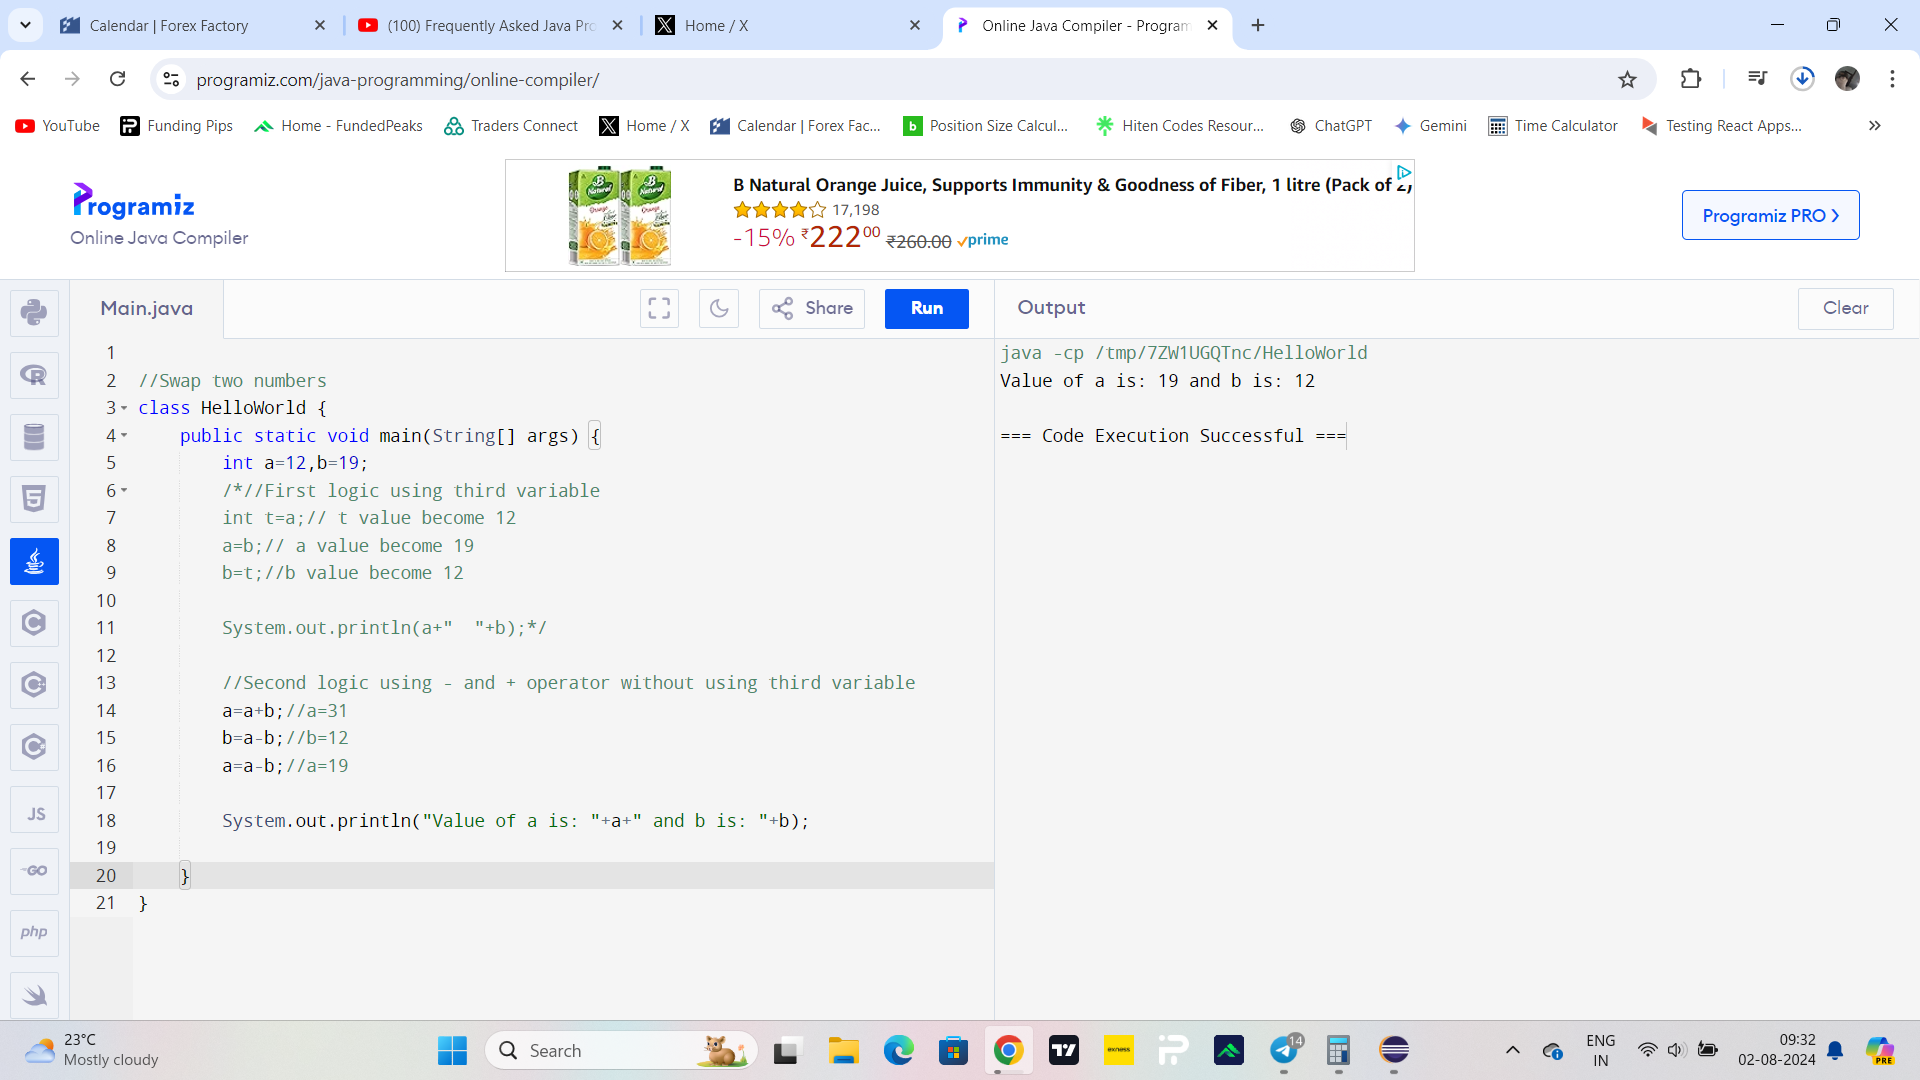 Calendar | Forex Factory
(100) Frequently Asked Java Pro
Home / X
Online Java Compiler - Program
programiz.com/java-programming/online-compiler/
YouTube
Funding Pips
Home - FundedPeaks
Traders Connect
Home / X
Calendar | Forex Fac...
Position Size Calcul...
Hiten Codes Resour...
ChatGPT
Gemini
Time Calculator
Testing React Apps...
Programiz
Online Java Compiler
B Natural Orange Juice, Supports Immunity & Goodness of Fiber, 1 litre (Pack of 2)
17,198
-15% ₹222⁰⁰ ₹260.00 prime
Programiz PRO
Main.java
Share
Run
Output
Clear
1
2 //Swap two numbers
3 class HelloWorld {
4     public static void main(String[] args) {
5         int a=12,b=19;
6         /*//First logic using third variable
7         int t=a;// t value become 12
8         a=b;// a value become 19
9         b=t;//b value become 12
10
11         System.out.println(a+"  "+b);*/
12
13         //Second logic using - and + operator without using third variable
14         a=a+b;//a=31
15         b=a-b;//b=12
16         a=a-b;//a=19
17
18         System.out.println("Value of a is: "+a+" and b is: "+b);
19
20     }
21 }
java -cp /tmp/7ZW1UGQTnc/HelloWorld
Value of a is: 19 and b is: 12
=== Code Execution Successful ===
R
5
C
C
C
JS
GO
php
23°C
Mostly cloudy
Search
exness
14
ENG
IN
09:32
02-08-2024
PRE